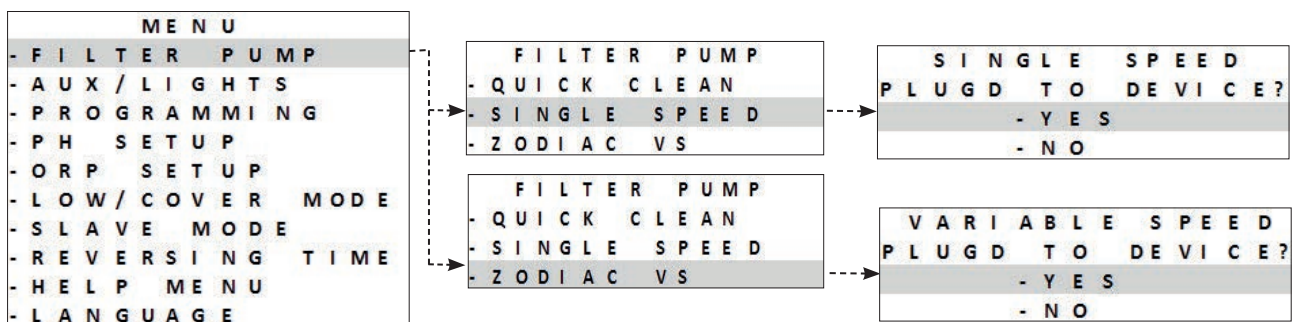 MENU
- FILTER PUMP
- AUX/LIGHTS
- PROGRAMMING
- PH SETUP
- ORP SETUP
- LOW/COVER MODE
- SLAVE MODE
- REVERSING TIME
- HELP MENU
- LANGUAGE
FILTER PUMP
- QUICK CLEAN
- SINGLE SPEED
- ZODIAC VS
SINGLE SPEED
PLUGD TO DEVICE?
- YES
- NO
FILTER PUMP
- QUICK CLEAN
- SINGLE SPEED
- ZODIAC VS
VARIABLE SPEED
PLUGD TO DEVICE?
- YES
- NO